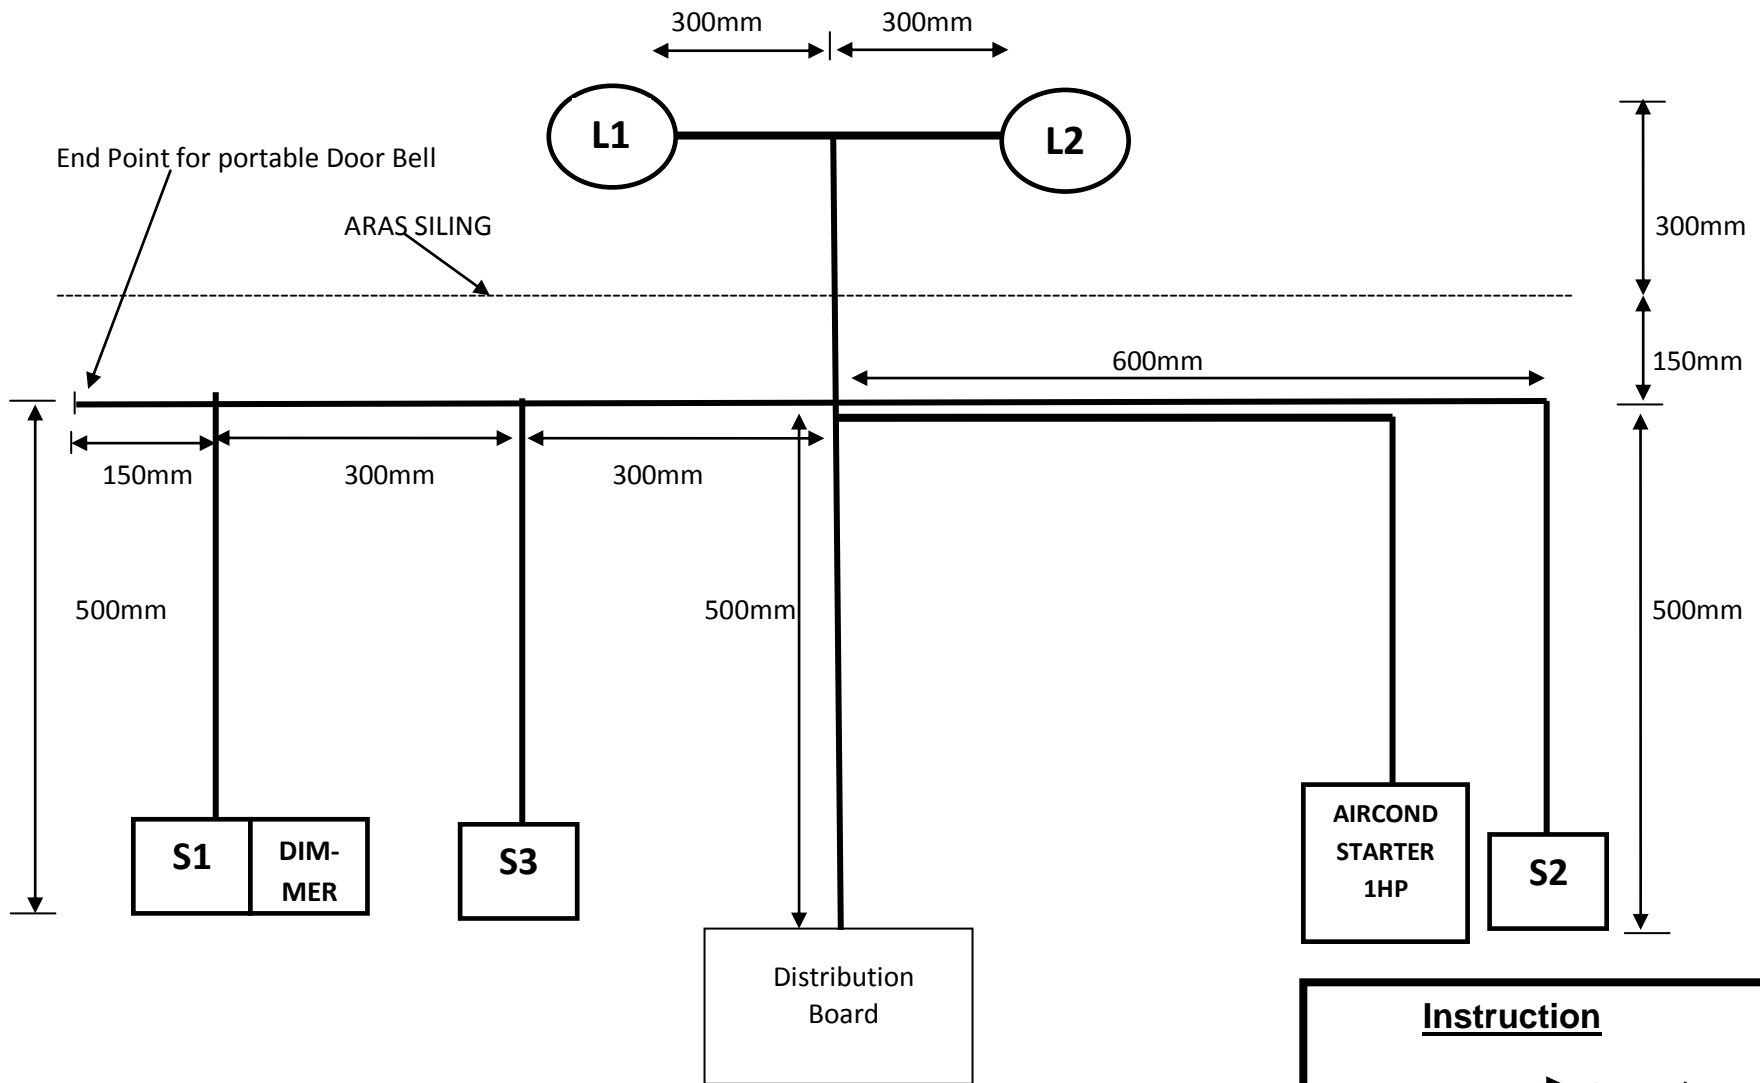 300mm 300mm
L1 L2
End Point for portable Door Bell
ARAS SILING
300mm
600mm
150mm
150mm 300mm 300mm
500mm 500mm 500mm
S1
DIM-
MER
S3
AIRCOND
STARTER
1HP
S2
Distribution
Board
Instruction